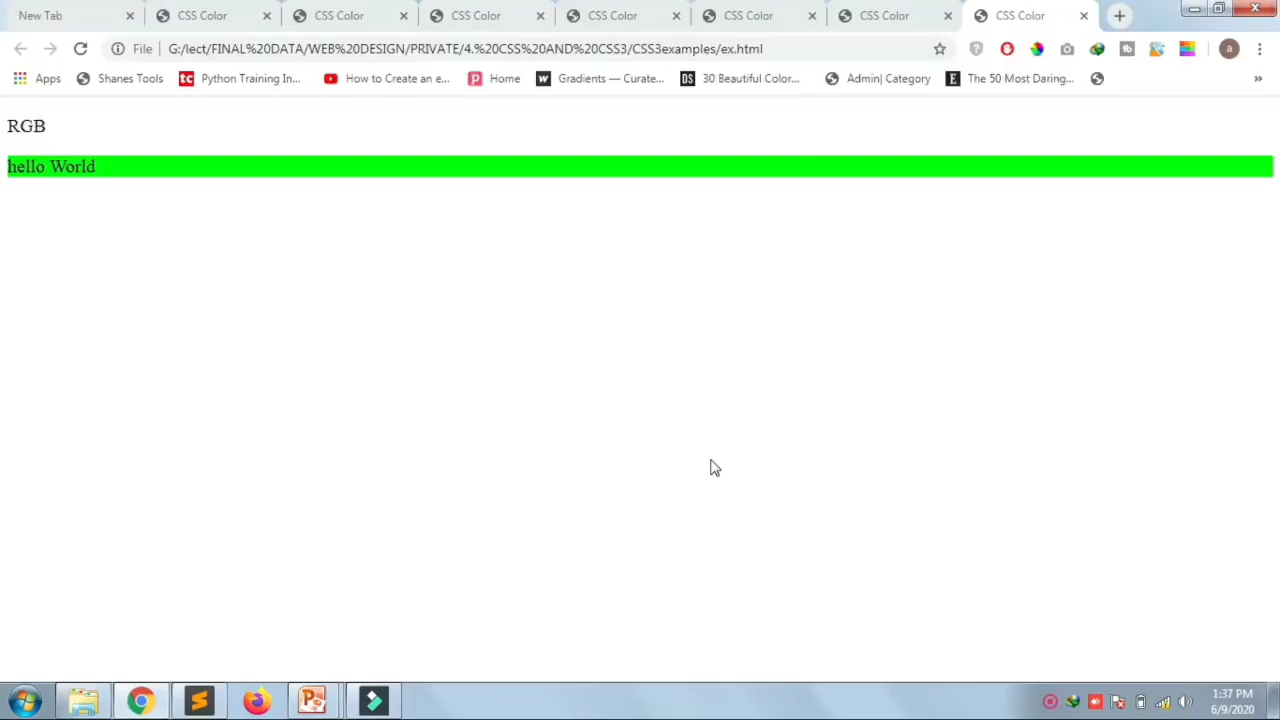 New Tab
CSS Color
CSS Color
CSS Color
CSS Color
CSS Color
CSS Color
CSS Color
File
G:/lect/FINAL%20DATA/WEB%20DESIGN/PRIVATE/4.%20CSS%20AND%20CSS3/CSS3examples/ex.html
a
Apps
Shanes Tools
tc
Python Training In...
How to Create an e...
Home
W
Gradients — Curate...
DS
30 Beautiful Color...
Admin| Category
E
The 50 Most Daring...
»
RGB
hello World
1:37 PM
6/9/2020